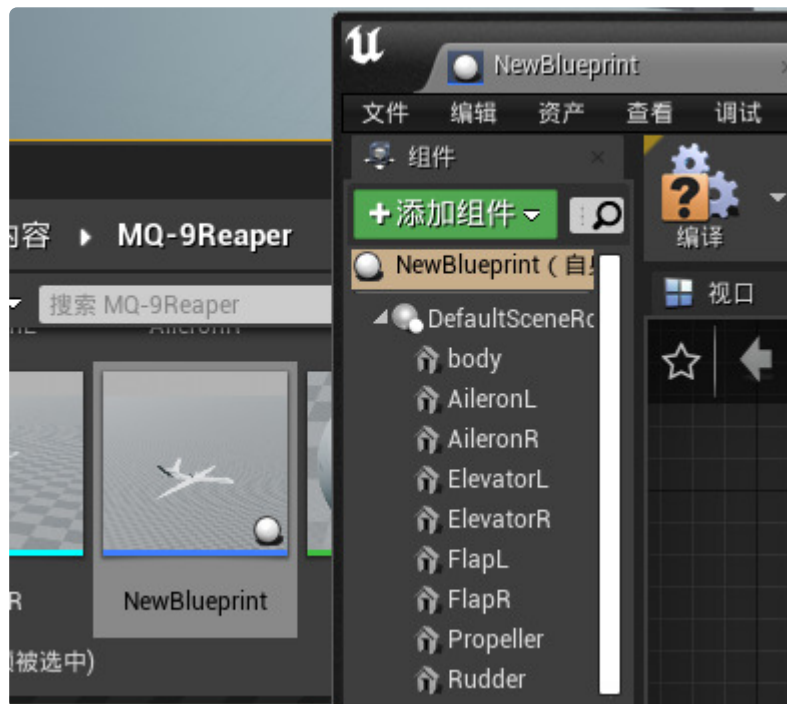 NewBlueprint
文件 编辑 资产 查看 调试
组件
+添加组件
编译
内容 MQ-9Reaper
搜索 MQ-9Reaper
NewBlueprint (自
视口
DefaultSceneRo
body
AileronL
AileronR
ElevatorL
ElevatorR
FlapL
FlapR
Propeller
Rudder
R
NewBlueprint
被选中)